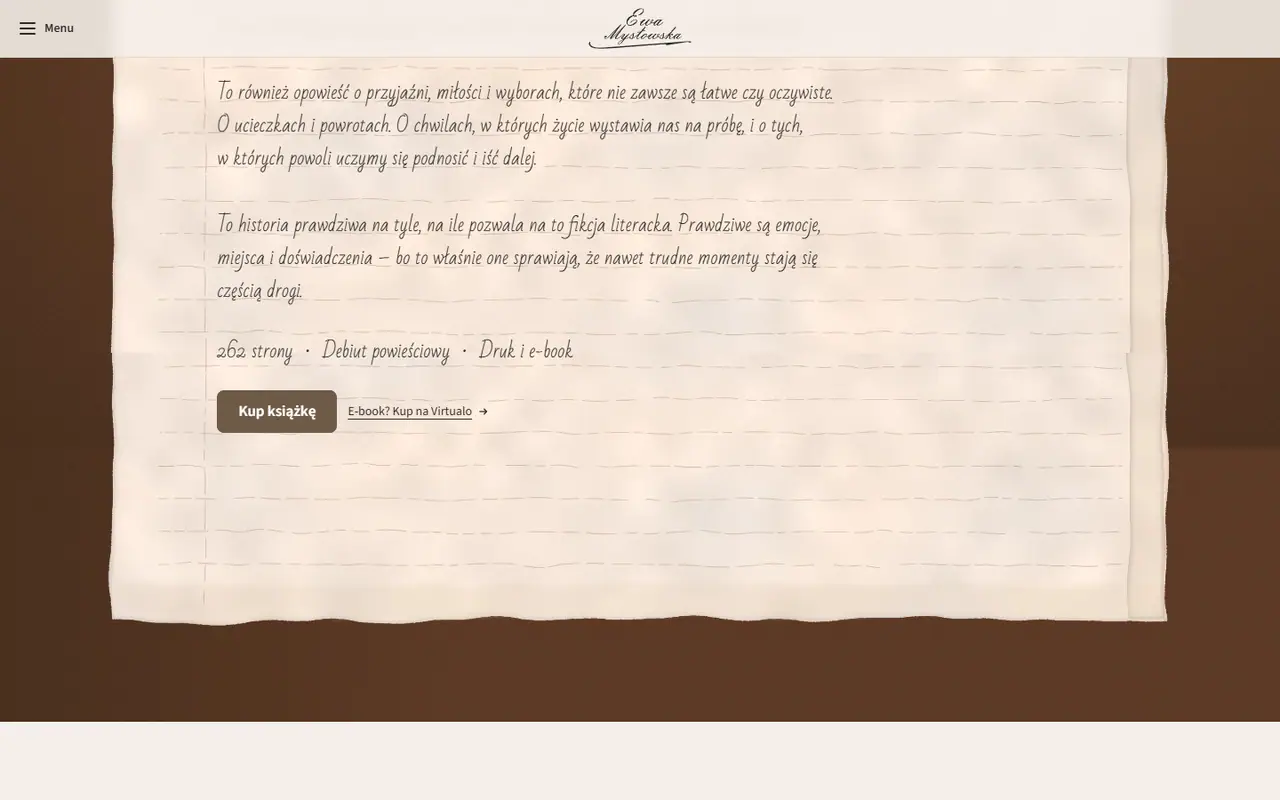 Menu
Ewa
Mysłowska
To również opowieść o przyjaźni, miłości i wyborach, które nie zawsze są łatwe czy oczywiste.
O ucieczkach i powrotach. O chwilach, w których życie wystawia nas na próbę, i o tych,
w których powoli uczymy się podnosić i iść dalej.
To historia prawdziwa na tyle, na ile pozwala na to fikcja literacka. Prawdziwe są emocje,
miejsca i doświadczenia – bo to właśnie one sprawiają, że nawet trudne momenty stają się
częścią drogi.
262 strony · Debiut powieściowy · Druk i e-book
Kup książkę
E-book? Kup na Virtualo →